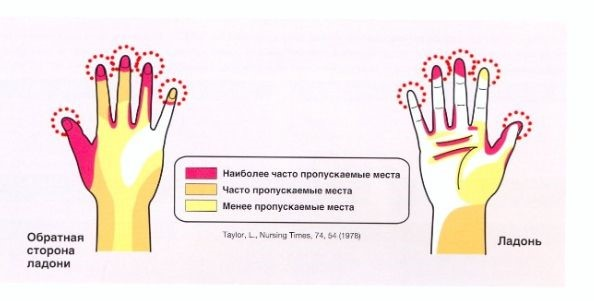 Наиболее часто пропускаемые места
Часто пропускаемые места
Менее пропускаемые места
Taylor, L., Nursing Times, 74, 54 (1978)
Обратная
сторона
ладони
Ладонь